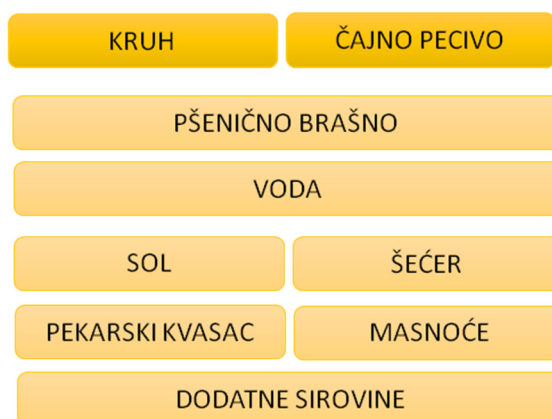 KRUH
ČAJNO PECIVO
PŠENIČNO BRAŠNO
VODA
SOL
ŠEĆER
PEKARSKI KVASAC
MASNOĆE
DODATNE SIROVINE